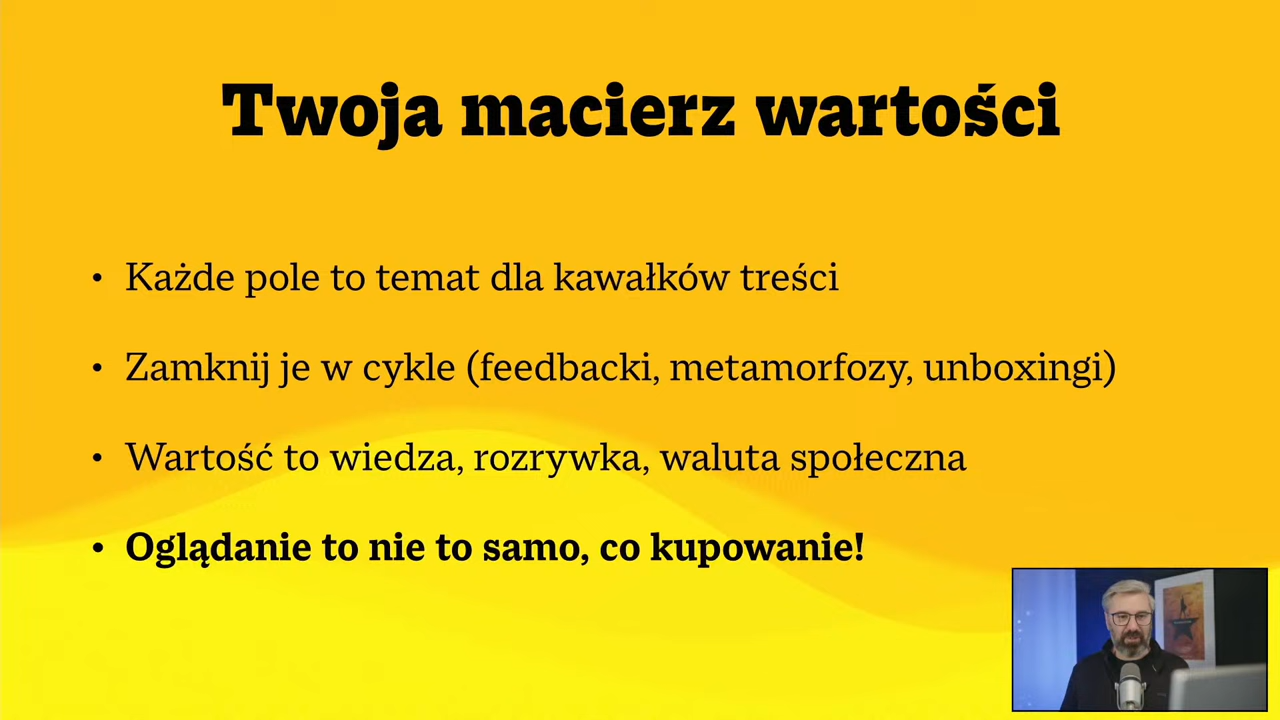 Twoja macierz wartości
• Każde pole to temat dla kawałków treści
• Zamknij je w cykle (feedbacki, metamorfozy, unboxingi)
• Wartość to wiedza, rozrywka, waluta społeczna
• Oglądanie to nie to samo, co kupowanie!